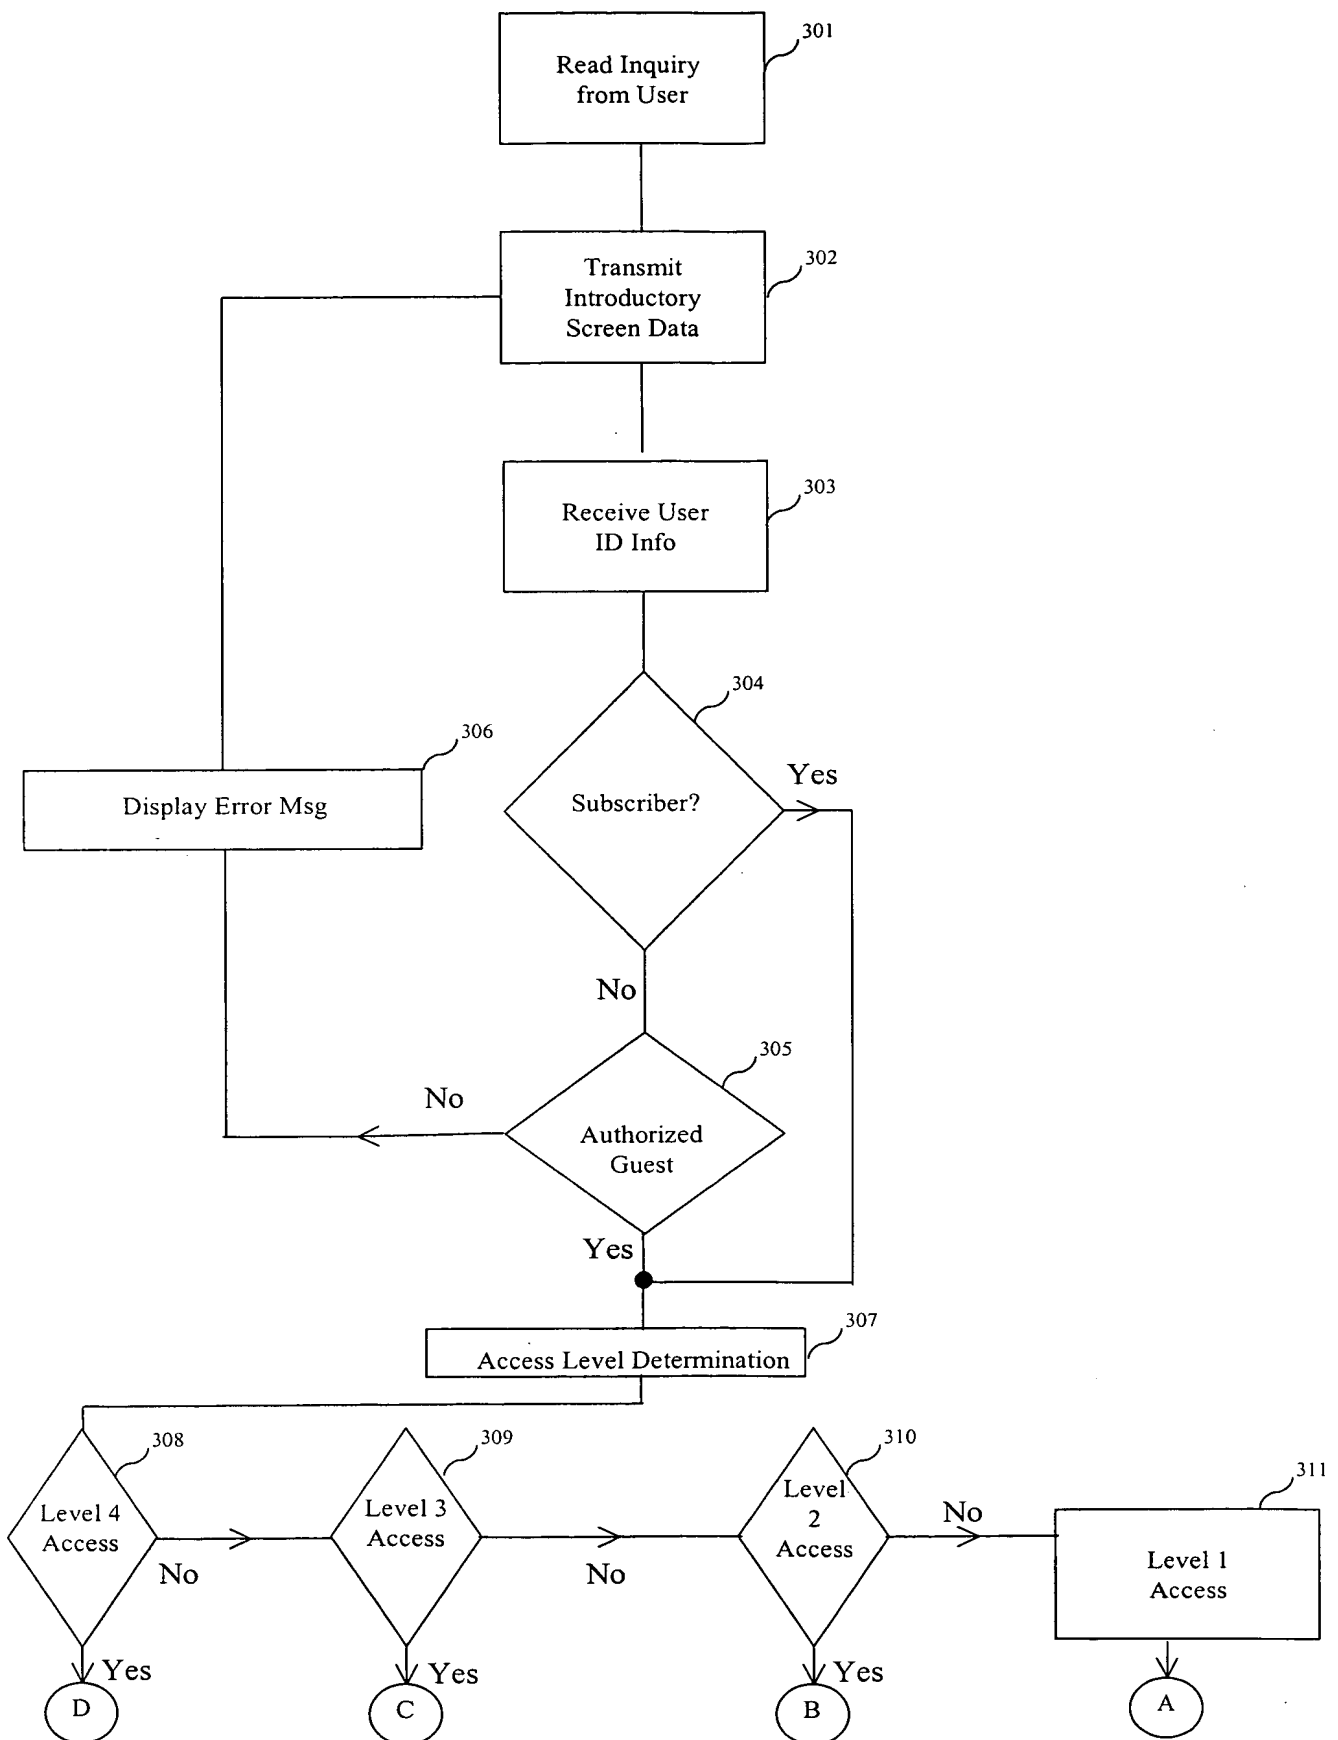 301
Read Inquiry
from User
302
Transmit
Introductory
Screen Data
303
Receive User
ID Info
304
Subscriber?
Yes
306
Display Error Msg
No
305
Authorized
Guest
No
Yes
307
Access Level Determination
308
Level 4
Access
No
Yes
D
309
Level 3
Access
No
Yes
C
310
Level
2
Access
No
Yes
B
311
Level 1
Access
A